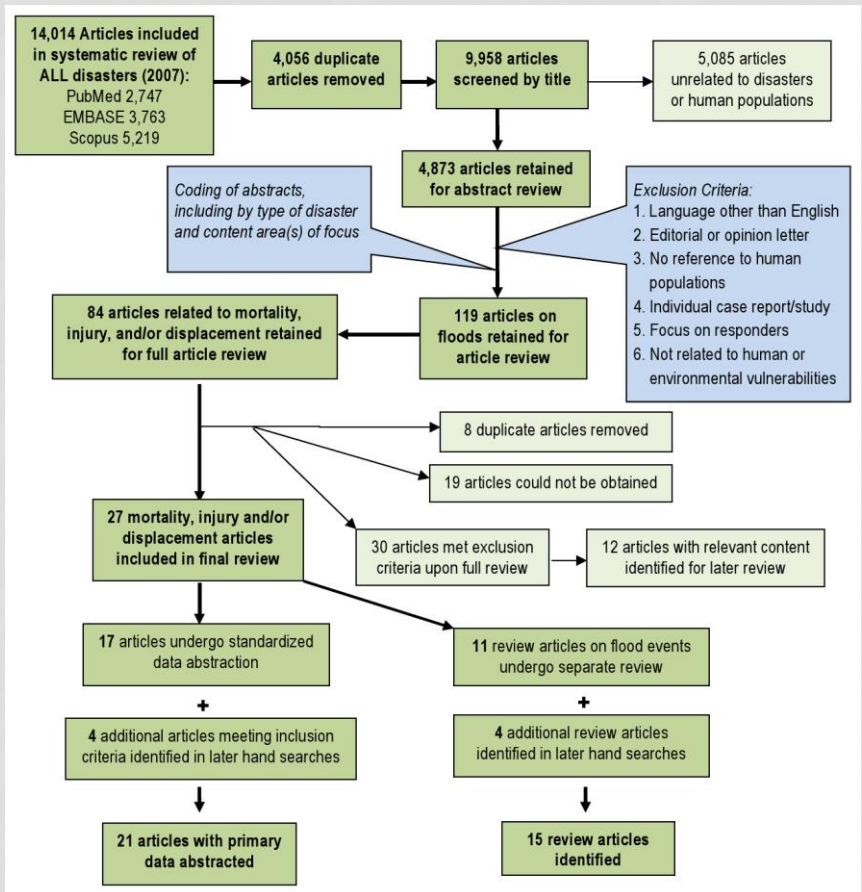 14,014 Articles included
in systematic review of
ALL disasters (2007):
PubMed 2,747
EMBASE 3,763
Scopus 5,219
4,056 duplicate
articles removed
9,958 articles
screened by title
5,085 articles
unrelated to disasters
or human populations
4,873 articles retained
for abstract review
Coding of abstracts,
including by type of disaster
and content area(s) of focus
Exclusion Criteria:
1. Language other than English
2. Editorial or opinion letter
3. No reference to human
populations
4. Individual case report/study
5. Focus on responders
6. Not related to human or
environmental vulnerabilities
84 articles related to mortality,
injury, and/or displacement retained
for full article review
119 articles on
floods retained for
article review
8 duplicate articles removed
19 articles could not be obtained
27 mortality, injury and/or
displacement articles
included in final review
30 articles met exclusion
criteria upon full review
12 articles with relevant content
identified for later review
17 articles undergo standardized
data abstraction
11 review articles on flood events
undergo separate review
+
+
4 additional articles meeting inclusion
criteria identified in later hand searches
4 additional review articles
identified in later hand searches
21 articles with primary
data abstracted
15 review articles
identified